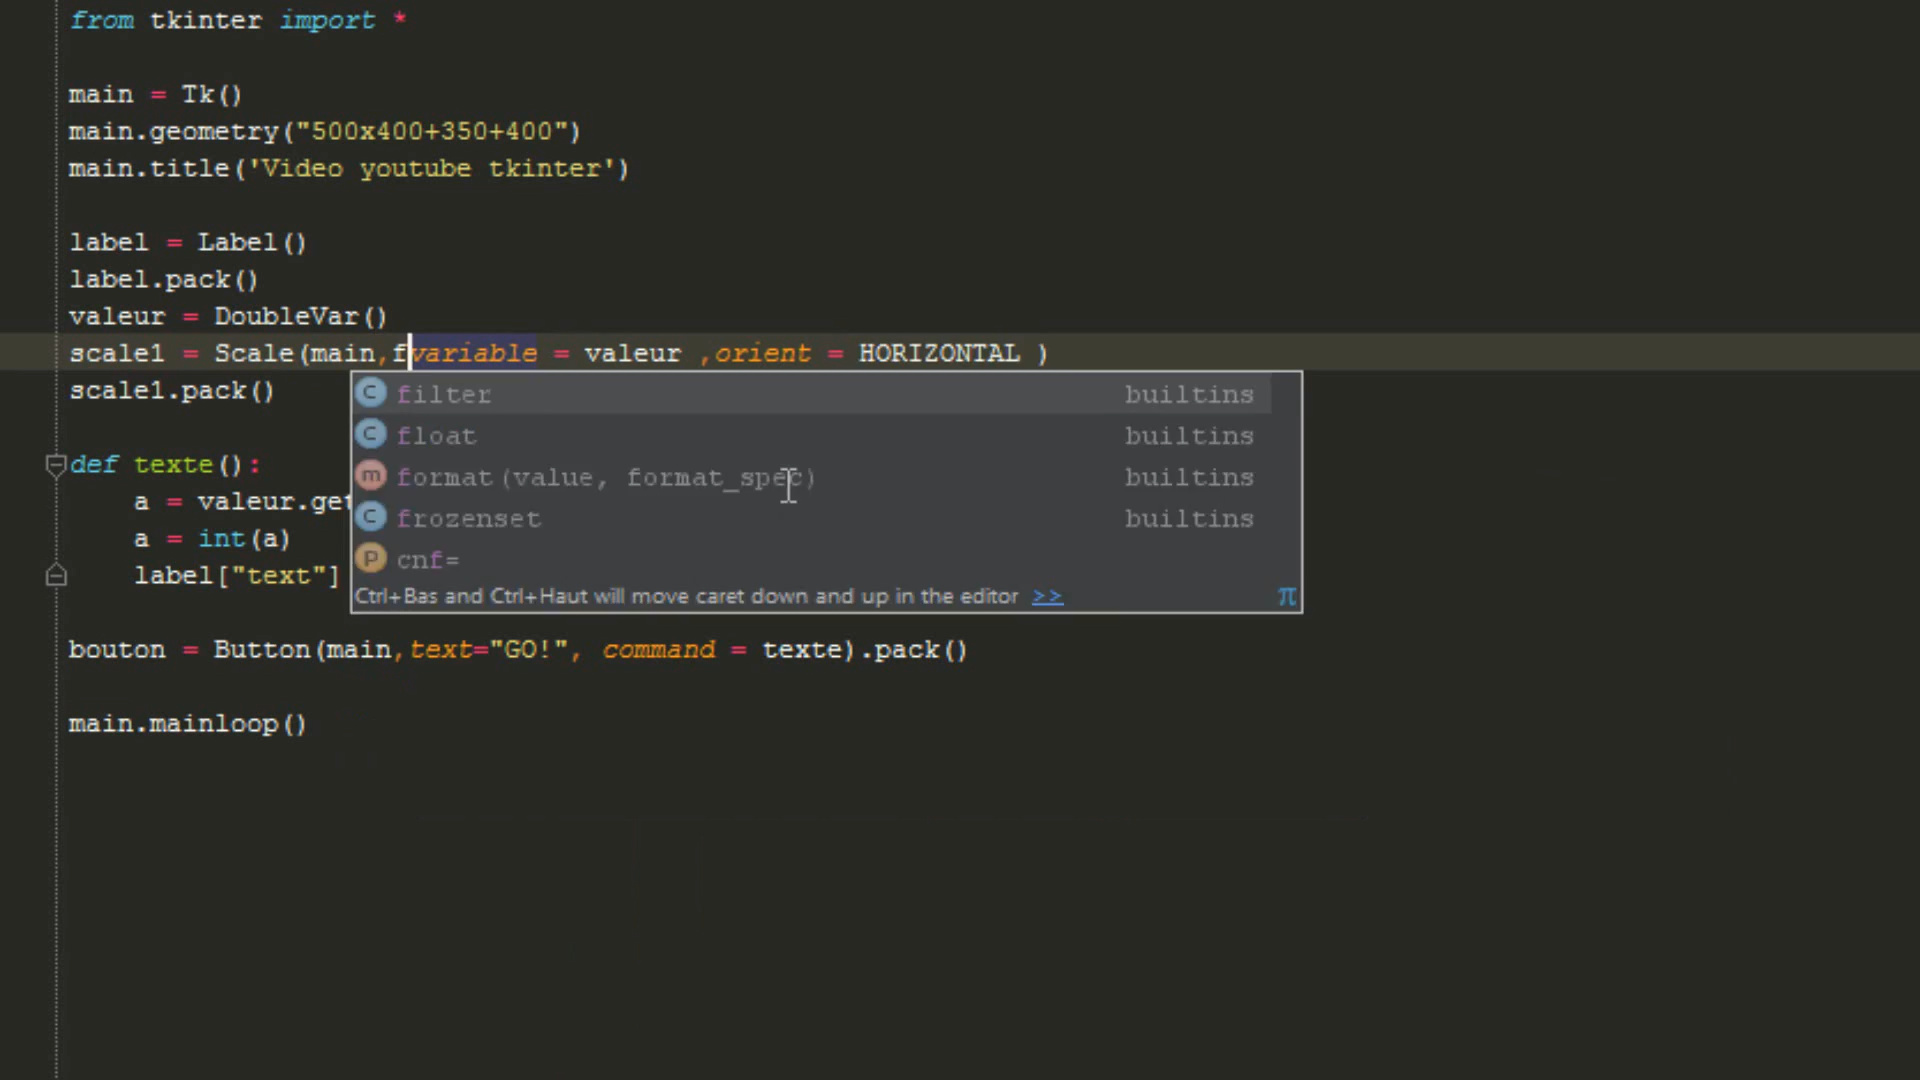 from tkinter import *
main = Tk()
main.geometry("500x400+350+400")
main.title('Video youtube tkinter')
label = Label()
label.pack()
valeur = DoubleVar()
scale1 = Scale(main,fvariable = valeur ,orient = HORIZONTAL )
scale1.pack()
C filter builtins
C float builtins
def texte():
m format(value, format_spec) builtins
a = valeur.get
C frozenset builtins
a = int(a)
P cnf=
label["text"]
Ctrl+Bas and Ctrl+Haut will move caret down and up in the editor >> π
bouton = Button(main,text="GO!", command = texte).pack()
main.mainloop()